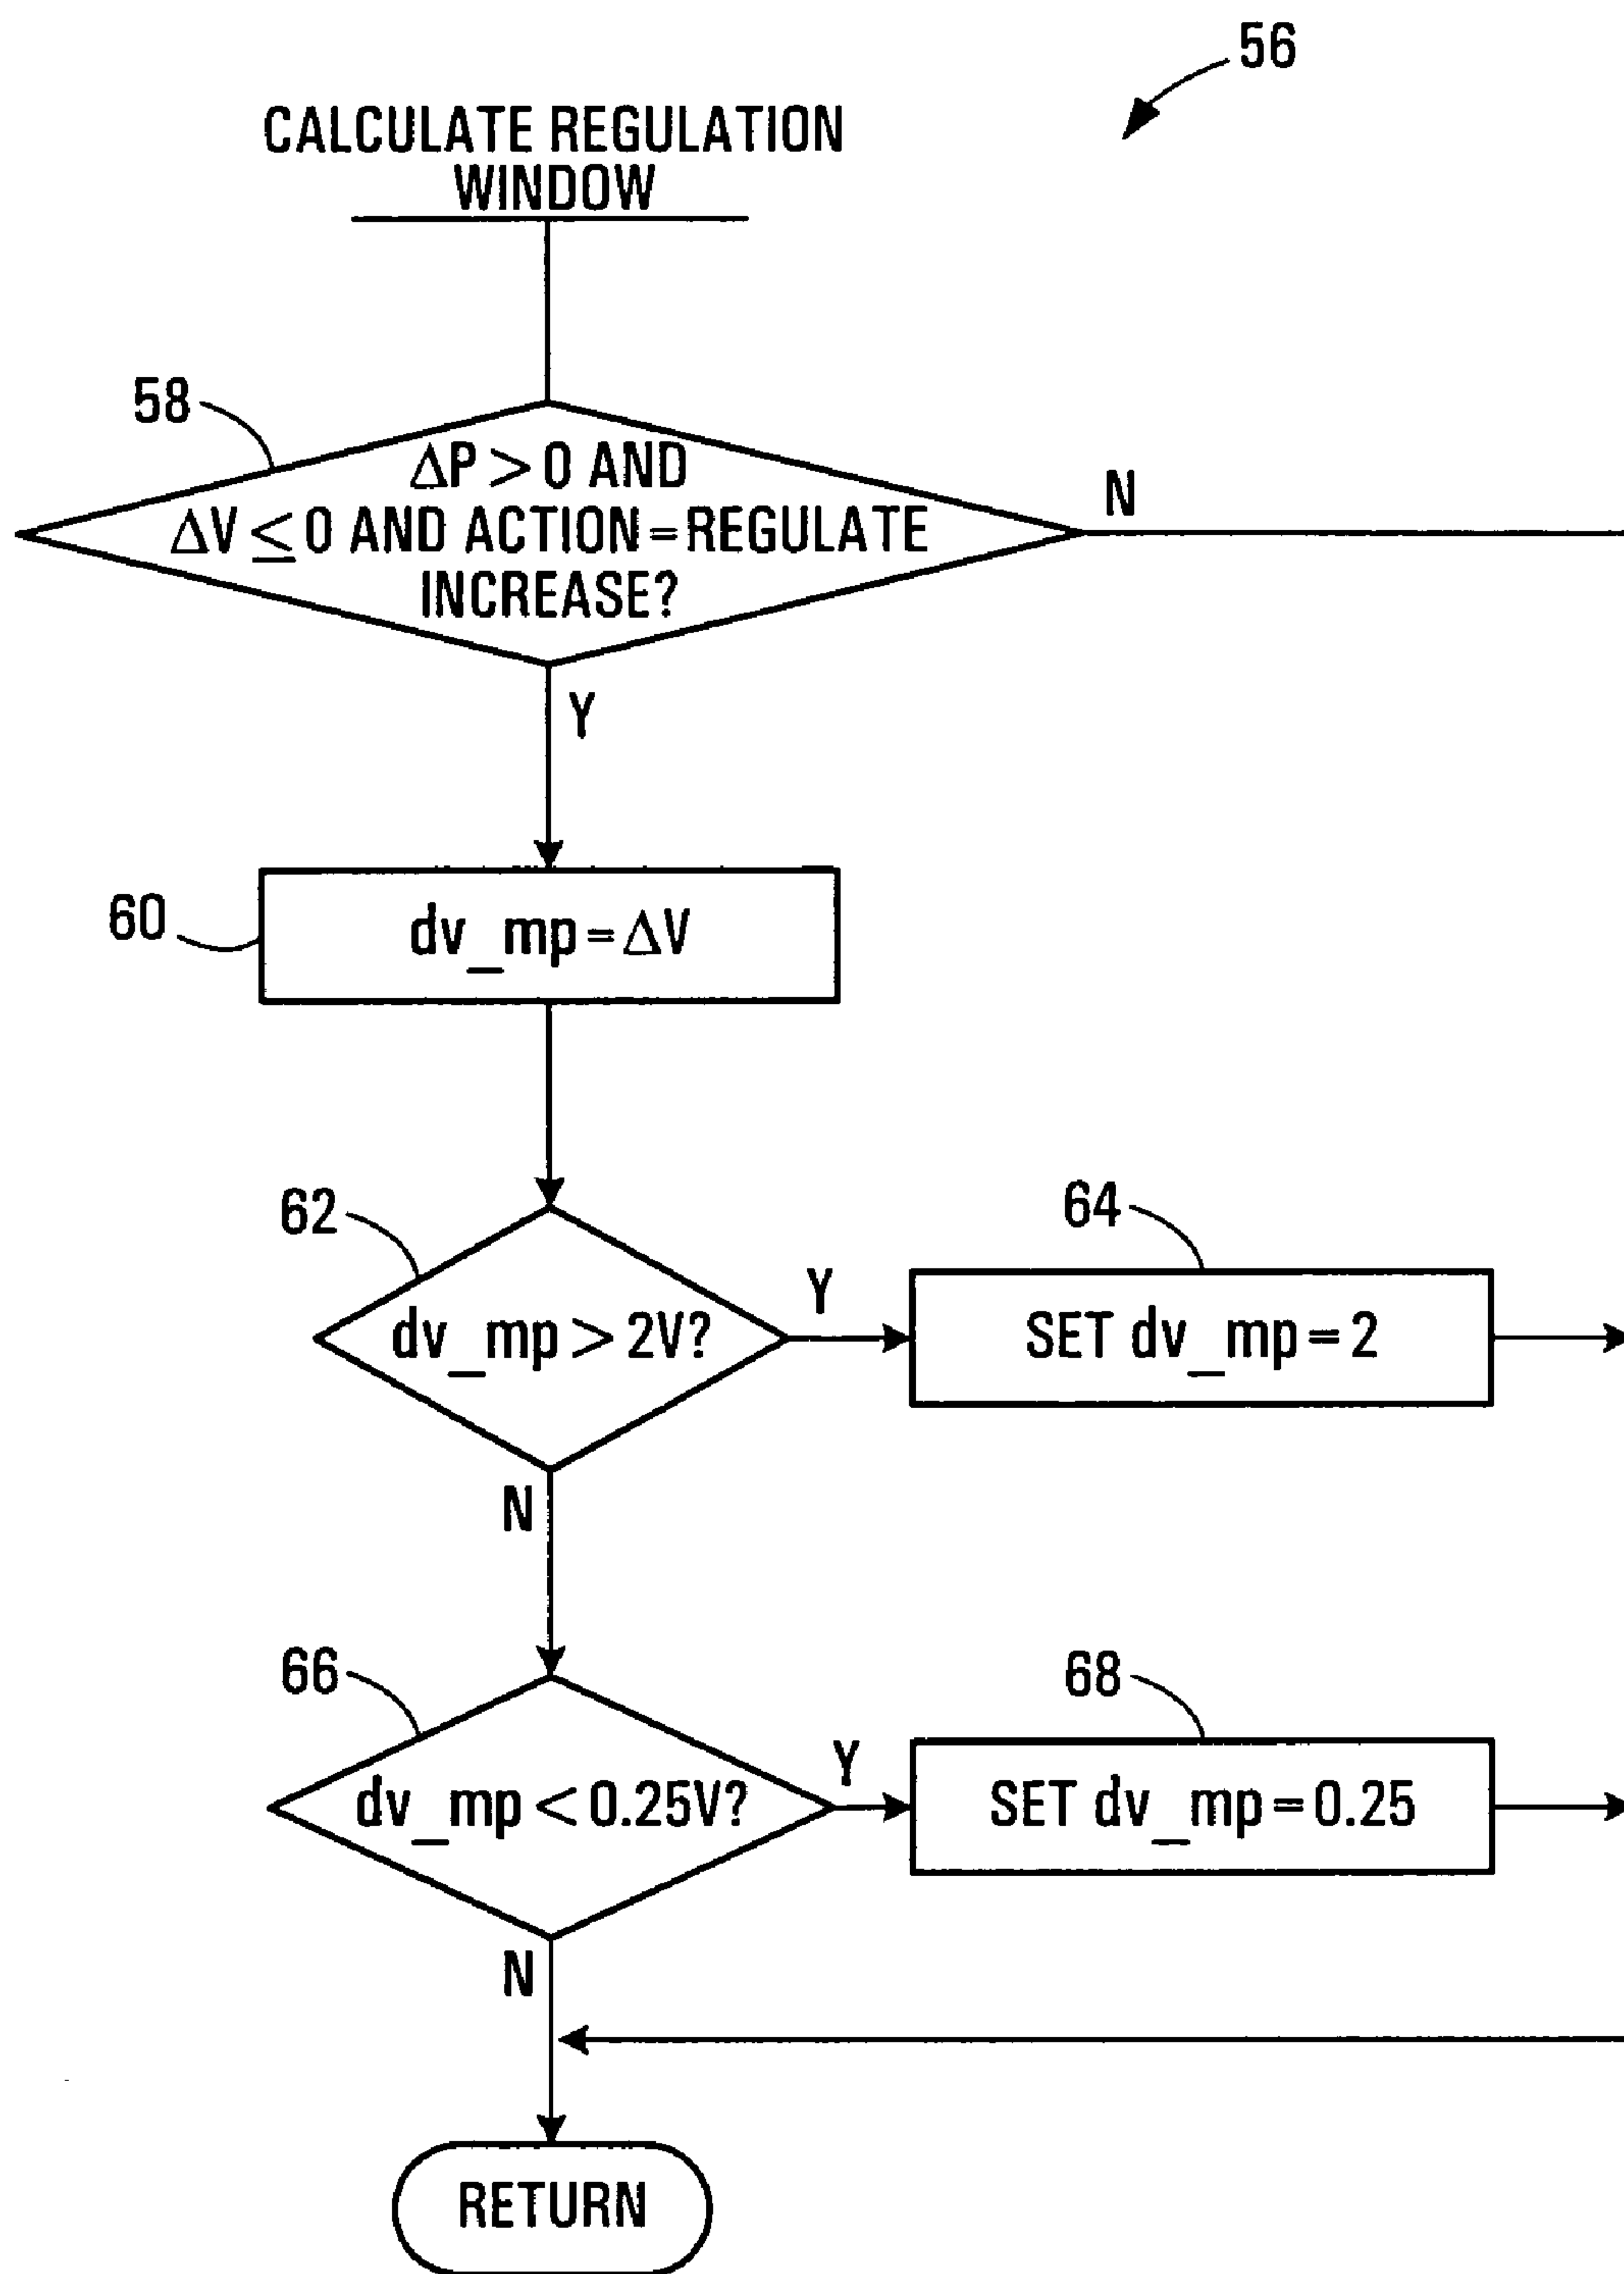 56
CALCULATE REGULATION
WINDOW
58
ΔP > 0 AND
ΔV ≤ 0 AND ACTION = REGULATE
INCREASE?
N
Y
60
dv_mp = ΔV
62
dv_mp > 2V?
Y
64
SET dv_mp = 2
N
66
dv_mp < 0.25V?
Y
68
SET dv_mp = 0.25
N
RETURN